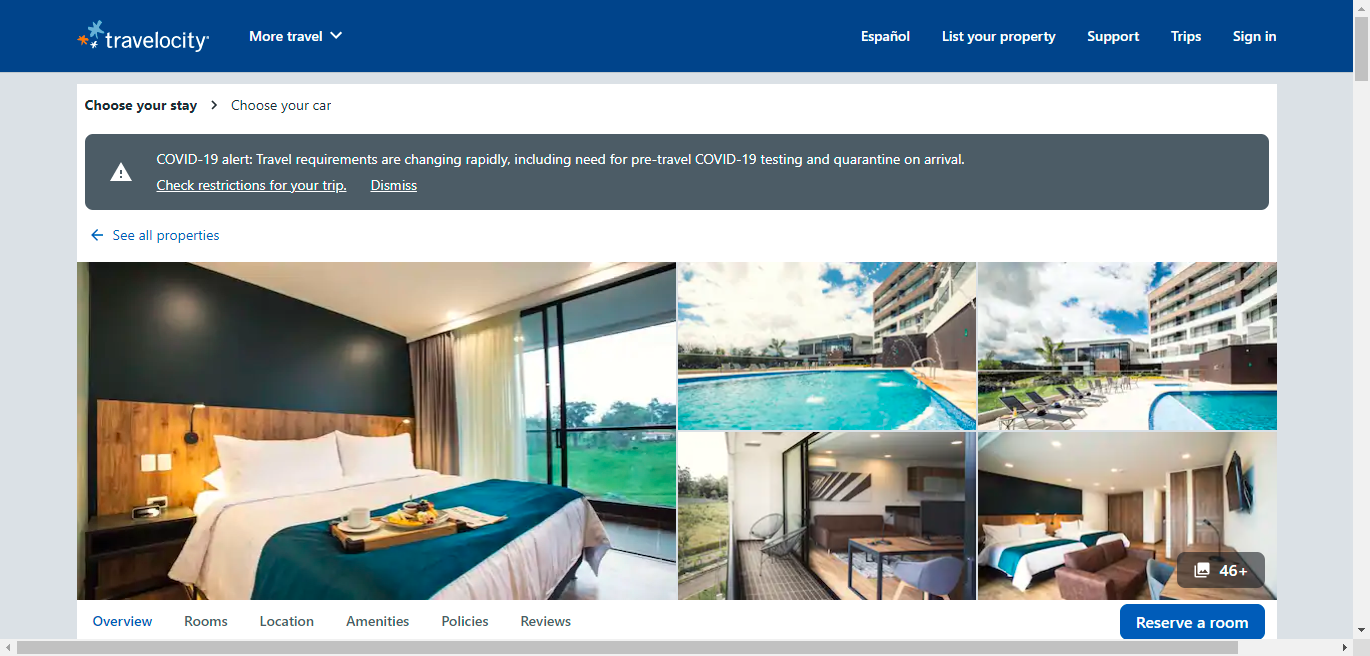 travelocity
More travel
Español
List your property
Support
Trips
Sign in
Choose your stay
Choose your car
COVID-19 alert: Travel requirements are changing rapidly, including need for pre-travel COVID-19 testing and quarantine on arrival.
Check restrictions for your trip.
Dismiss
See all properties
46+
Overview
Rooms
Location
Amenities
Policies
Reviews
Reserve a room